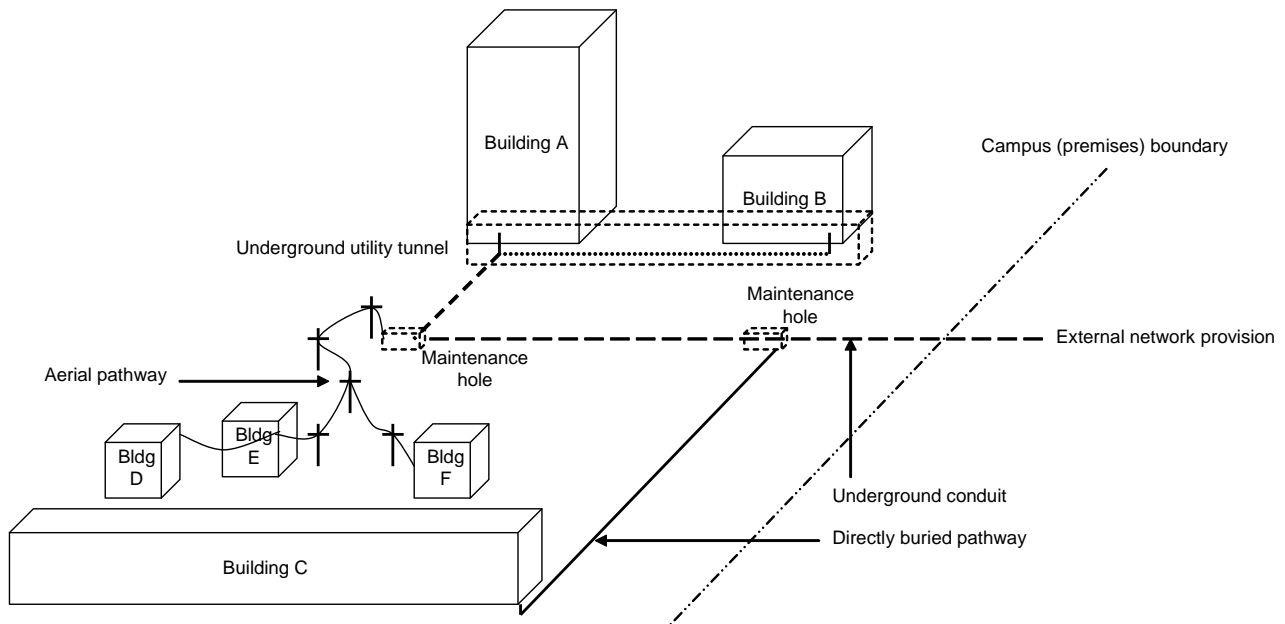 Building A
Campus (premises) boundary
Building B
Underground utility tunnel
Maintenance
hole
External network provision
Maintenance
hole
Aerial pathway
Bldg
D
Bldg
E
Bldg
F
Underground conduit
Directly buried pathway
Building C